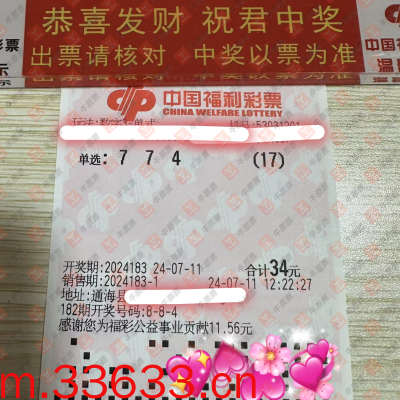 恭喜发财 祝君中奖
出票请核对 中奖以票为准
中国福利彩票
CHINA WELFARE LOTTERY
单选: 7 7 4 (17)
开奖期:2024183 24-07-11 合计34元
销售期:2024183-1 24-07-11 12:22:27
地址:通海县
182期开奖号码:8-8-4
感谢您为福彩公益事业贡献11.56元
m.33633.cn